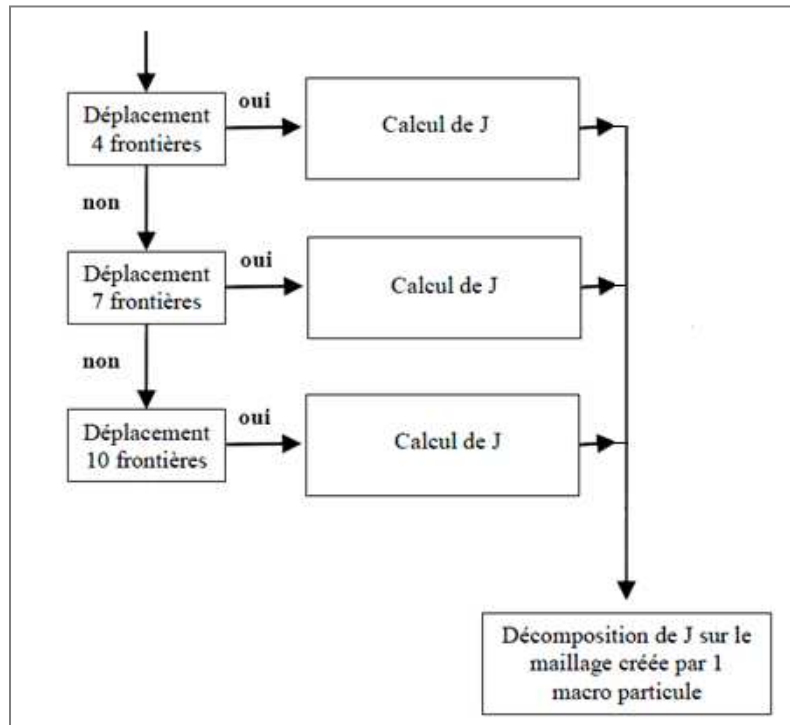 oui
Déplacement
4 frontières
Calcul de J
non
oui
Déplacement
7 frontières
Calcul de J
non
oui
Déplacement
10 frontières
Calcul de J
Décomposition de J sur le
maillage créée par 1
macro particule